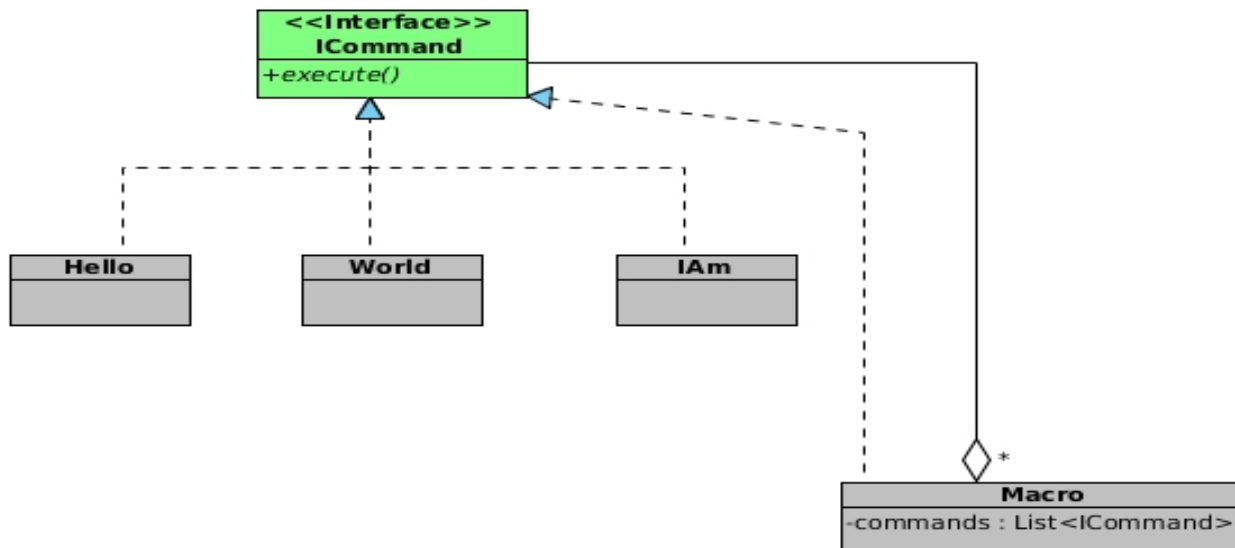 <<Interface>>
ICommand
+execute()
Hello
World
IAm
*
Macro
-commands : List<ICommand>